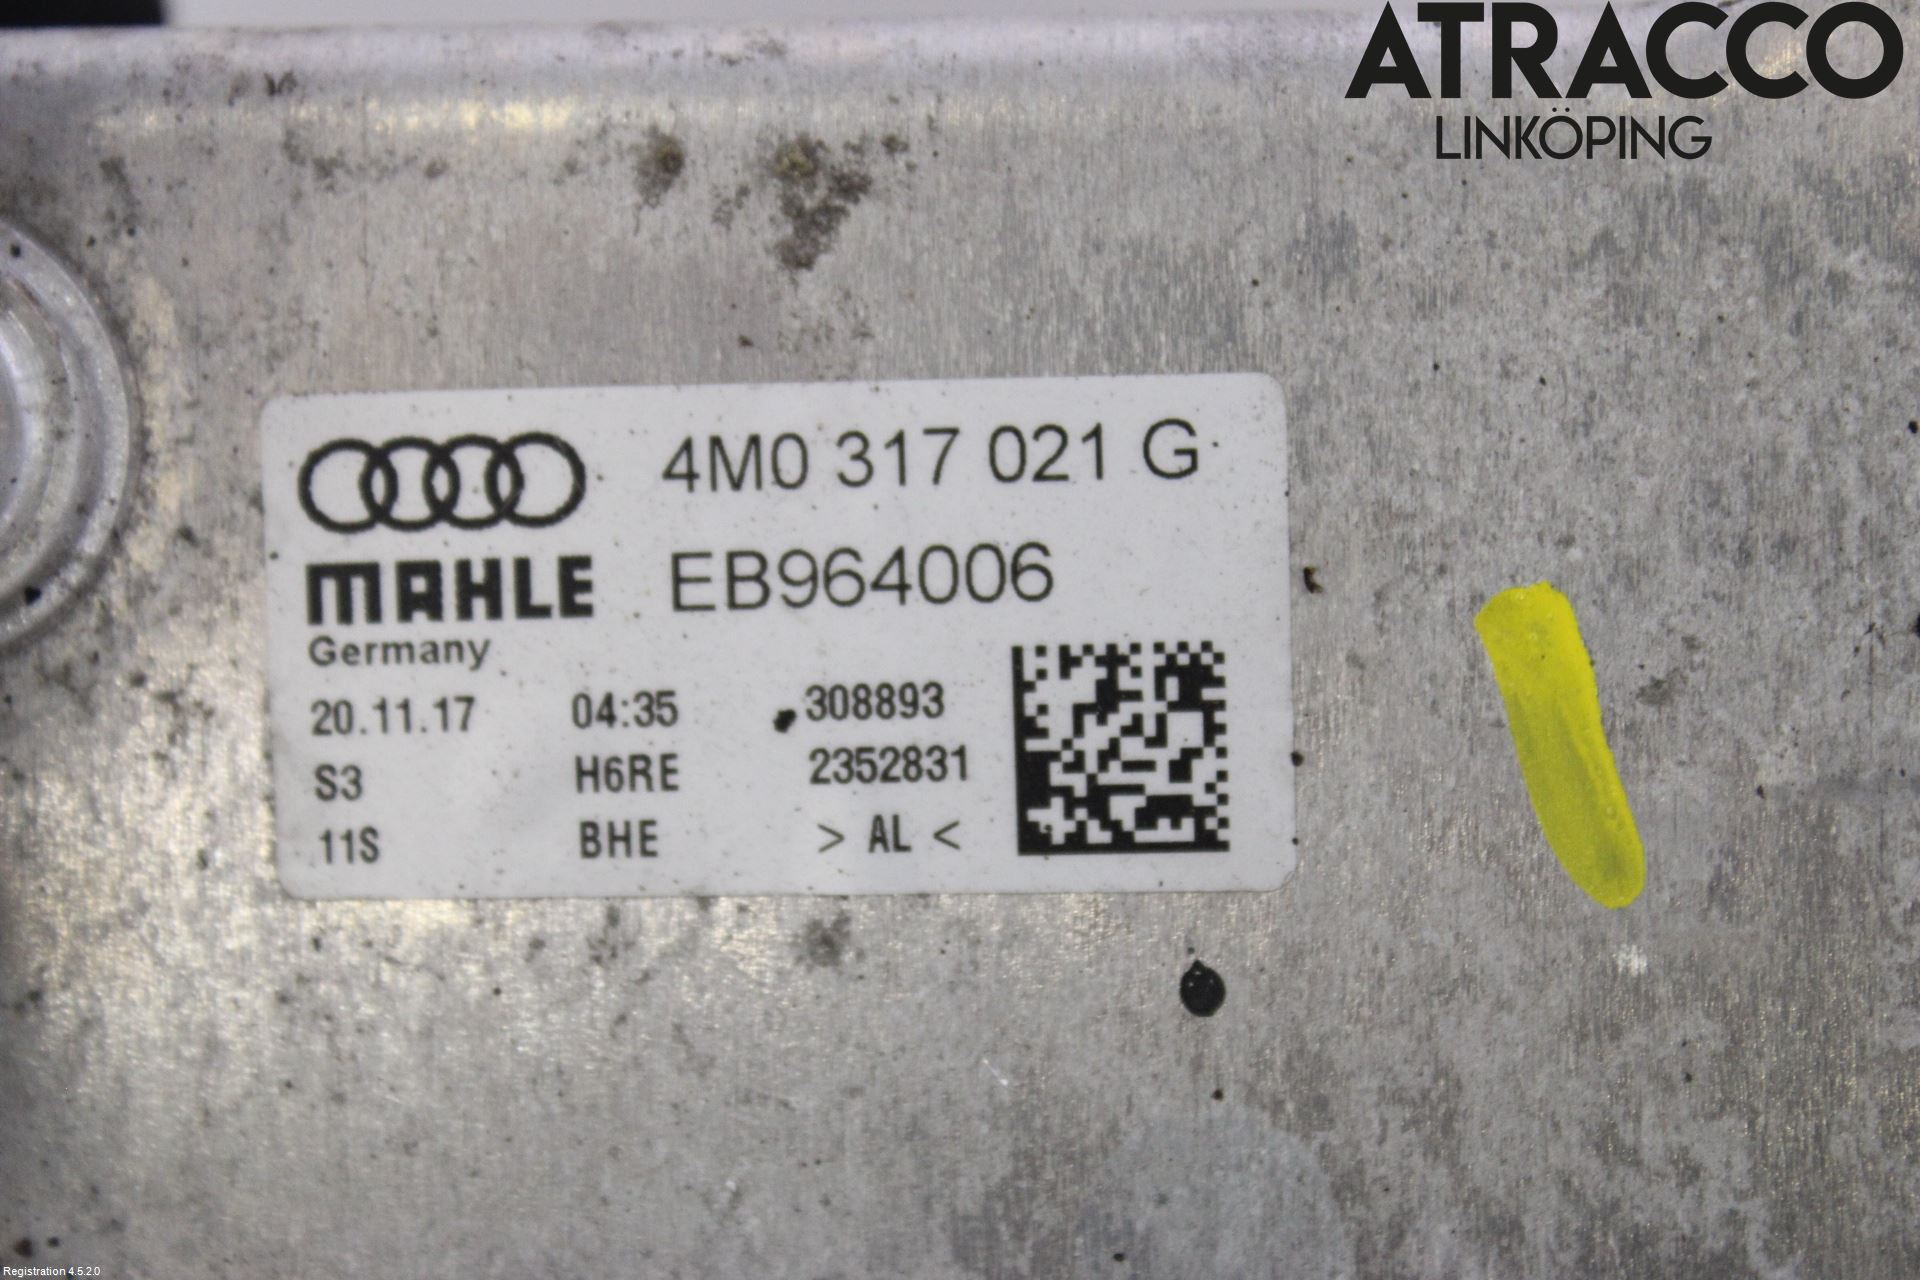 ATRACCO
LINKÖPING
4M0 317 021 G
MAHLE EB964006
Germany
20.11.17 04:35 308893
S3 H6RE 2352831
11S BHE > AL <
Registration 4.5.2.0